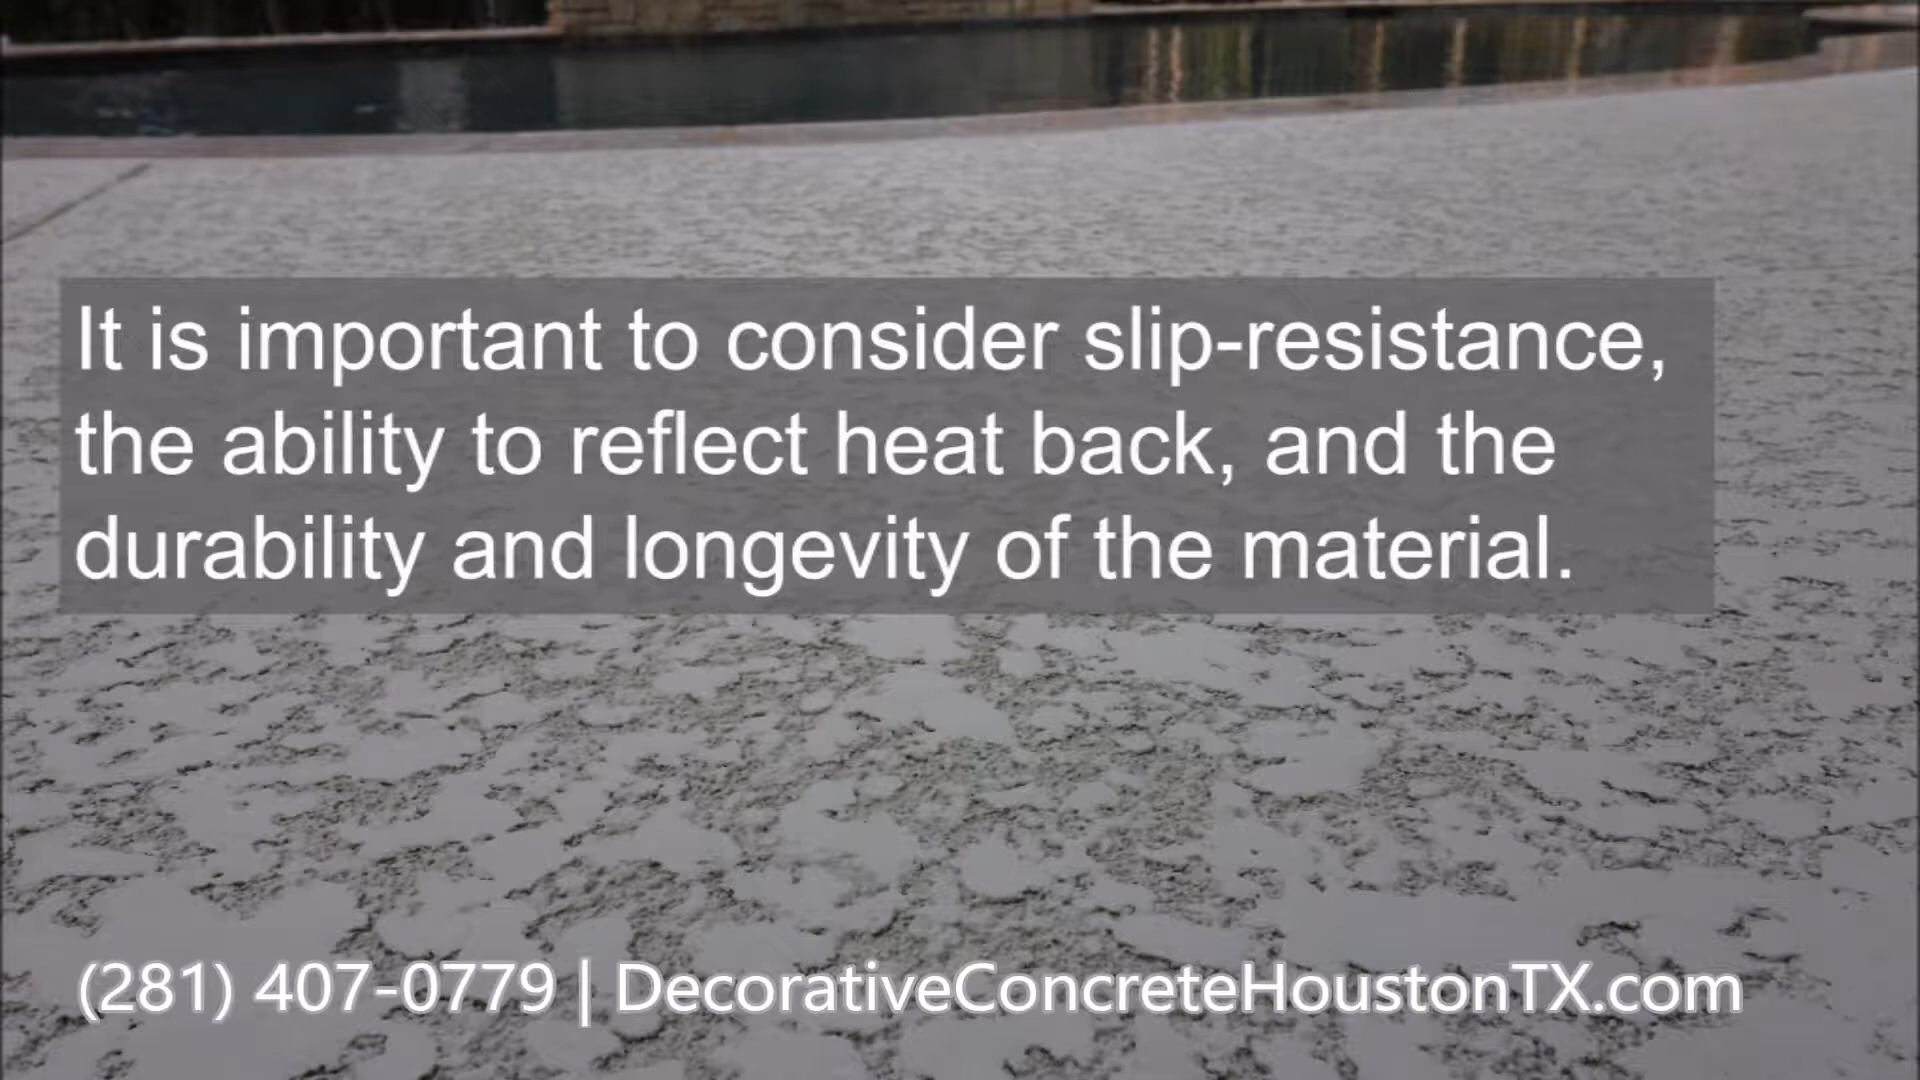 It is important to consider slip-resistance,
the ability to reflect heat back, and the
durability and longevity of the material.
(281) 407-0779 | DecorativeConcreteHoustonTX.com